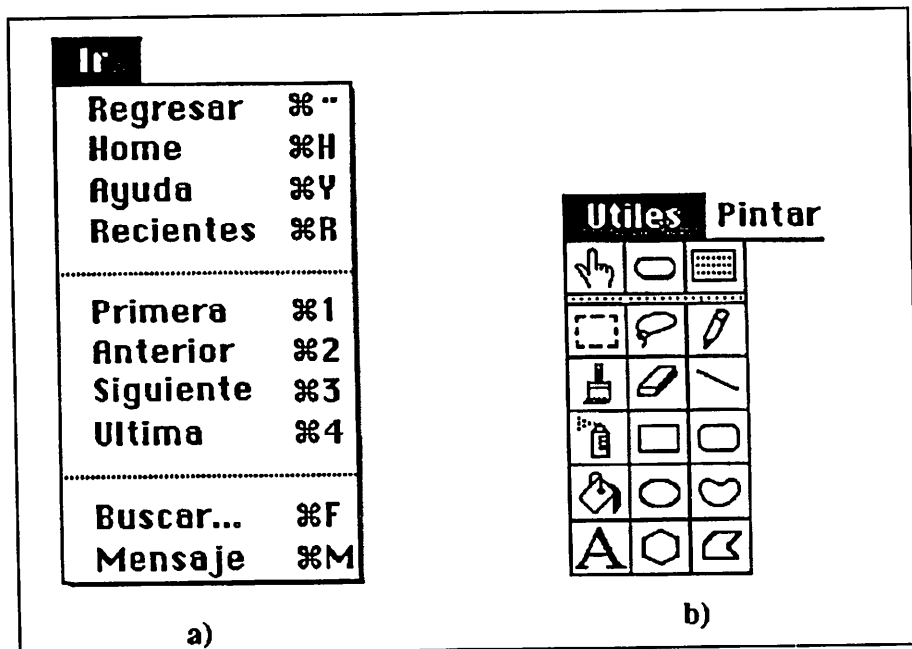 Ir
Regresar ⌘¨
Home ⌘H
Ayuda ⌘Y
Recientes ⌘R
Primera ⌘1
Anterior ⌘2
Siguiente ⌘3
Ultima ⌘4
Buscar... ⌘F
Mensaje ⌘M
a)
Utiles Pintar
A
b)